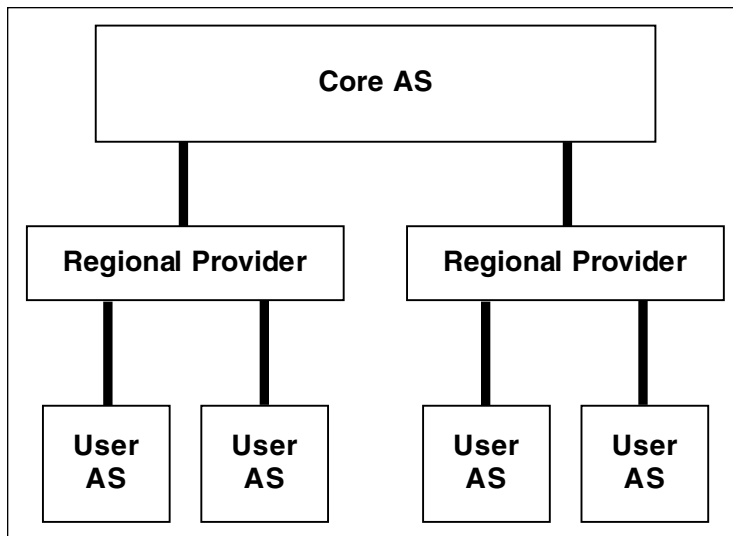 Core AS
Regional Provider
Regional Provider
User
AS
User
AS
User
AS
User
AS